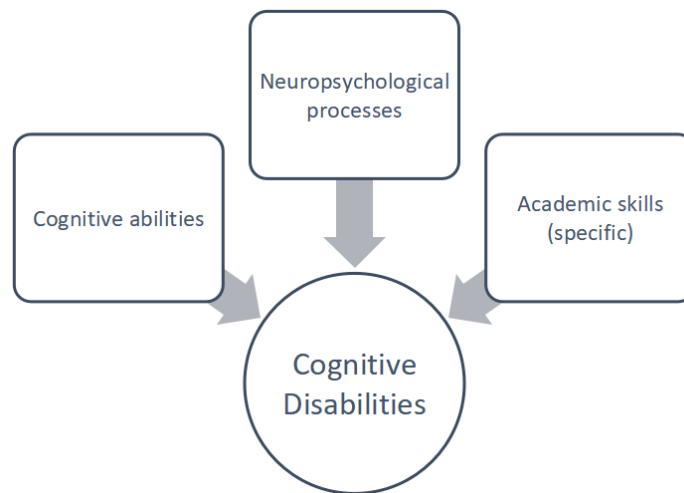 Neuropsychological
processes
Cognitive abilities
Academic skills
(specific)
Cognitive
Disabilities